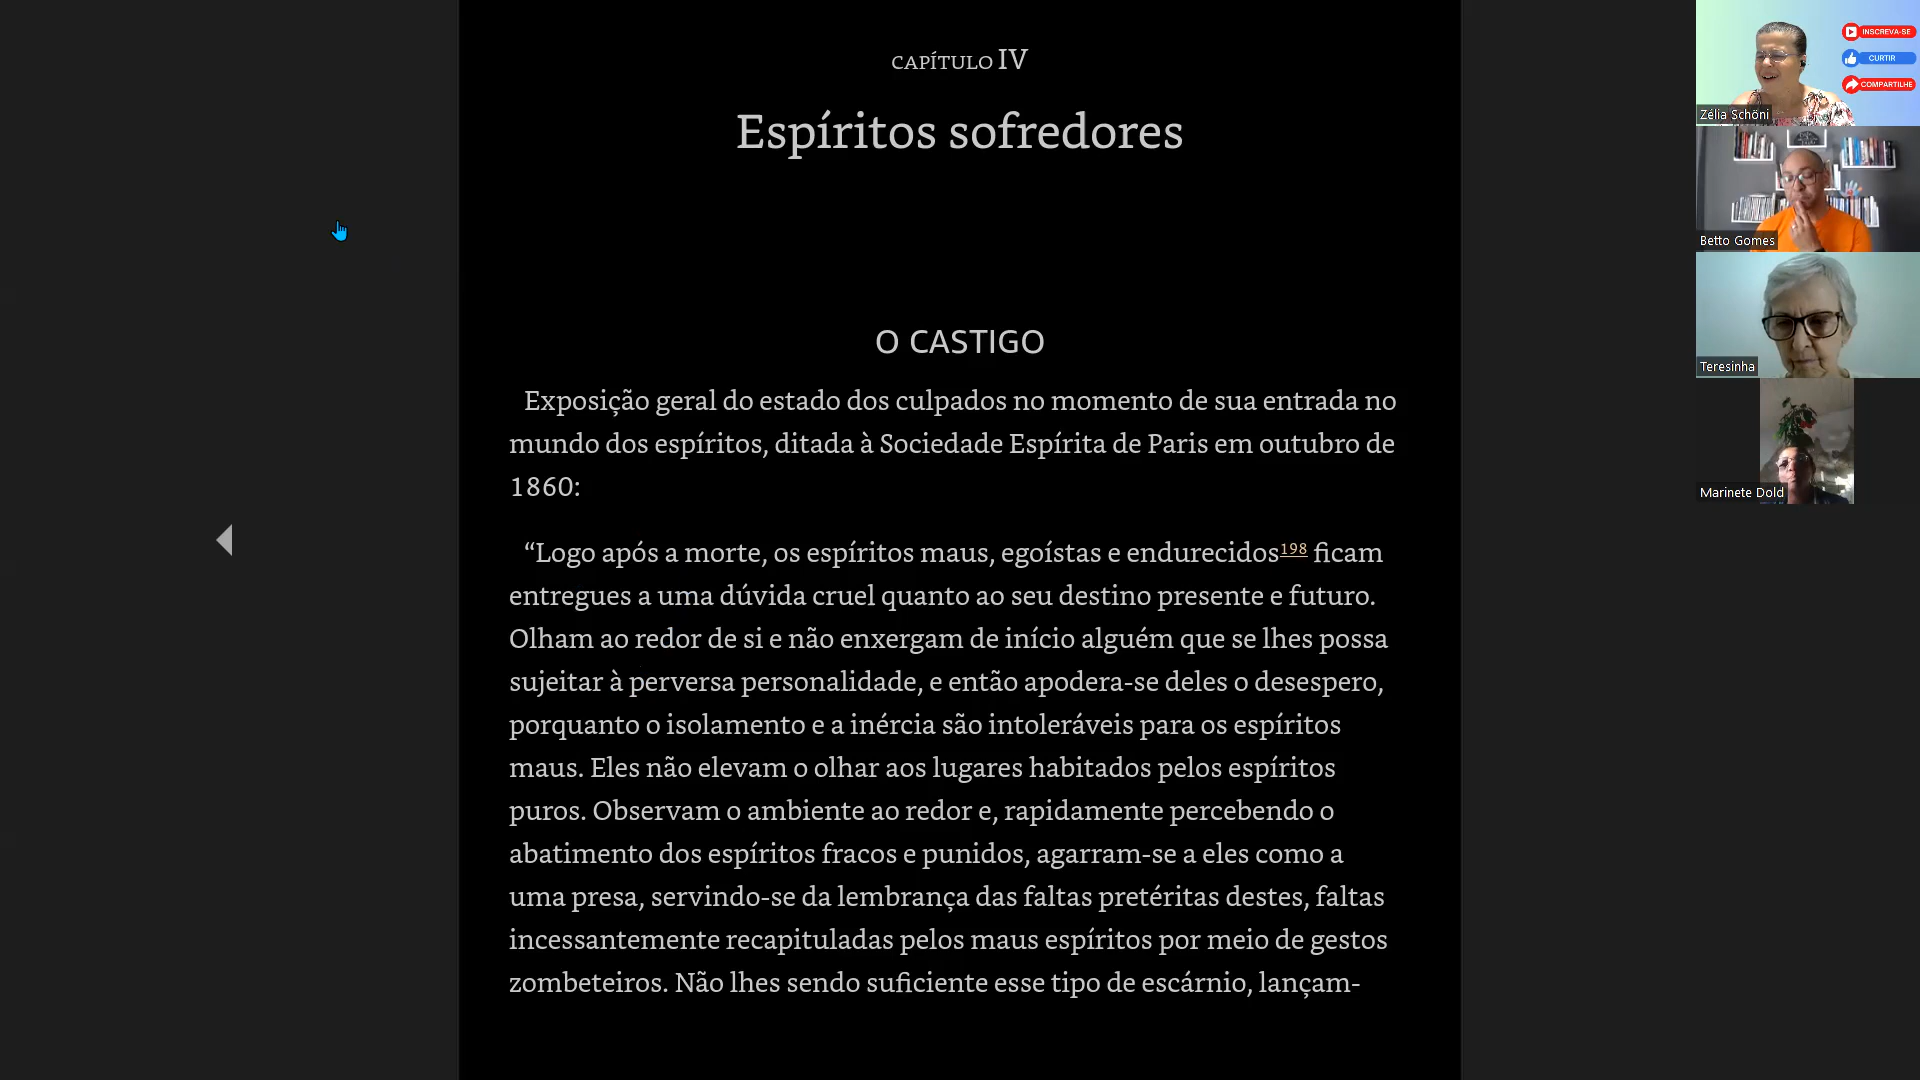 CAPÍTULO IV
Espíritos sofredores
O CASTIGO
Exposição geral do estado dos culpados no momento de sua entrada no
mundo dos espíritos, ditada à Sociedade Espírita de Paris em outubro de
1860:
“Logo após a morte, os espíritos maus, egoístas e endurecidos198 ficam
entregues a uma dúvida cruel quanto ao seu destino presente e futuro.
Olham ao redor de si e não enxergam de início alguém que se lhes possa
sujeitar à perversa personalidade, e então apodera-se deles o desespero,
porquanto o isolamento e a inércia são intoleráveis para os espíritos
maus. Eles não elevam o olhar aos lugares habitados pelos espíritos
puros. Observam o ambiente ao redor e, rapidamente percebendo o
abatimento dos espíritos fracos e punidos, agarram-se a eles como a
uma presa, servindo-se da lembrança das faltas pretéritas destes, faltas
incessantemente recapituladas pelos maus espíritos por meio de gestos
zombeteiros. Não lhes sendo suficiente esse tipo de escárnio, lançam-
INSCREVA-SE
CURTIR
COMPARTILHE
Zélia Schöni
Betto Gomes
Teresinha
Marinete Dold